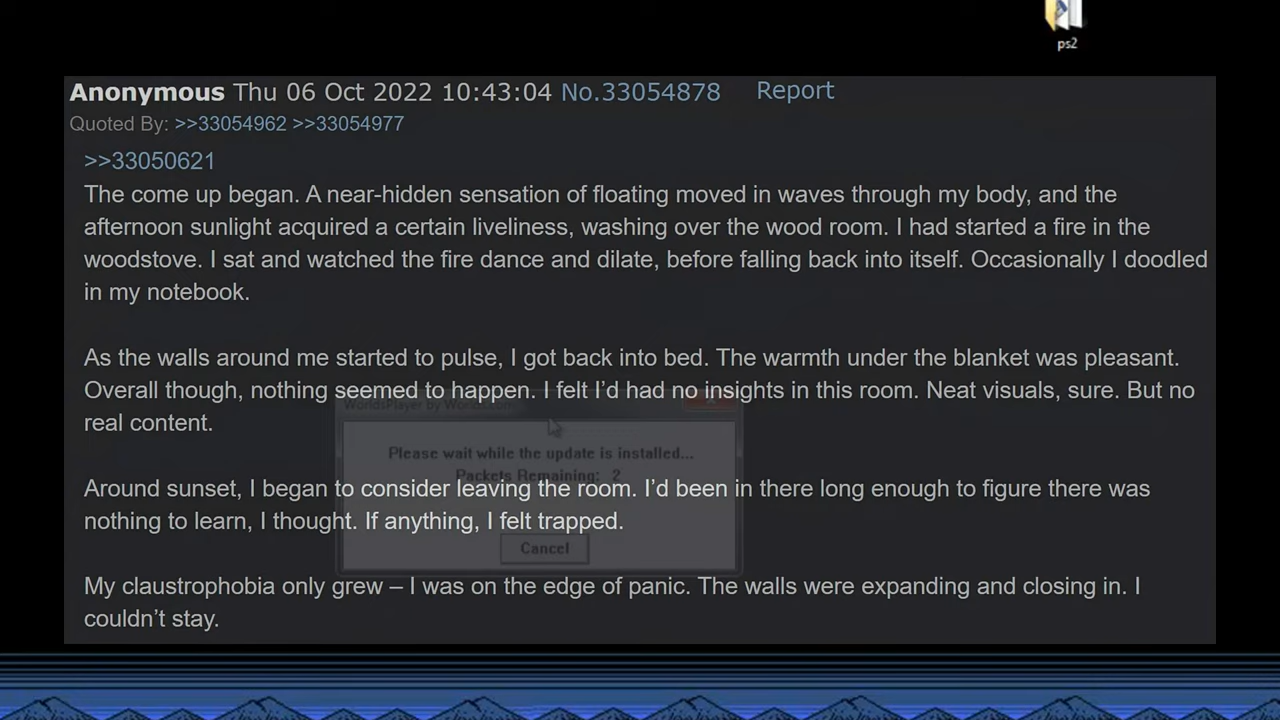 ps2
Anonymous Thu 06 Oct 2022 10:43:04 No.33054878 Report
Quoted By: >>33054962 >>33054977
>>33050621
The come up began. A near-hidden sensation of floating moved in waves through my body, and the
afternoon sunlight acquired a certain liveliness, washing over the wood room. I had started a fire in the
woodstove. I sat and watched the fire dance and dilate, before falling back into itself. Occasionally I doodled
in my notebook.
As the walls around me started to pulse, I got back into bed. The warmth under the blanket was pleasant.
Overall though, nothing seemed to happen. I felt I’d had no insights in this room. Neat visuals, sure. But no
real content.
WorldsPlayer by Worlds.com
Please wait while the update is installed...
Packets Remaining: 2
Around sunset, I began to consider leaving the room. I’d been in there long enough to figure there was
nothing to learn, I thought. If anything, I felt trapped.
Cancel
My claustrophobia only grew – I was on the edge of panic. The walls were expanding and closing in. I
couldn’t stay.